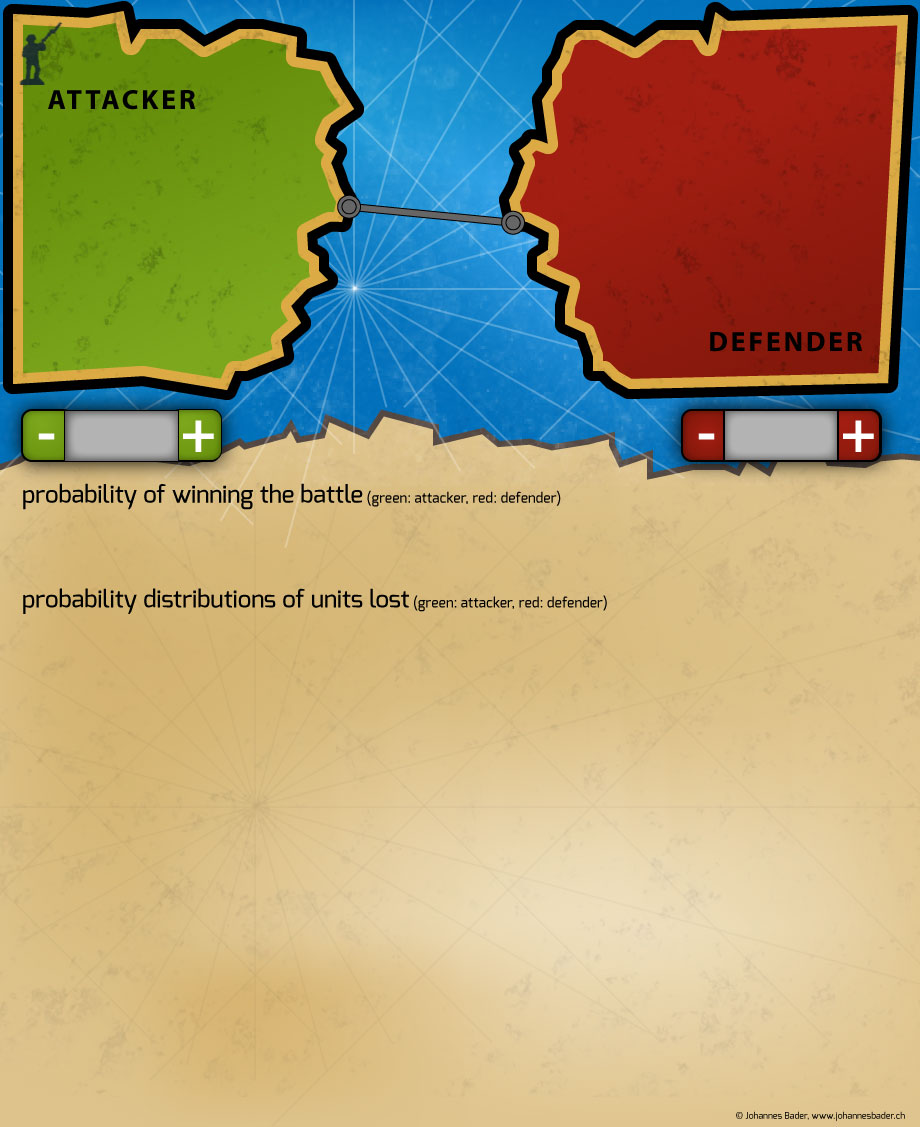 ATTACKER
DEFENDER
- +
- +
probability of winning the battle (green: attacker, red: defender)
probability distributions of units lost (green: attacker, red: defender)
© Johannes Bader, www.johannesbader.ch